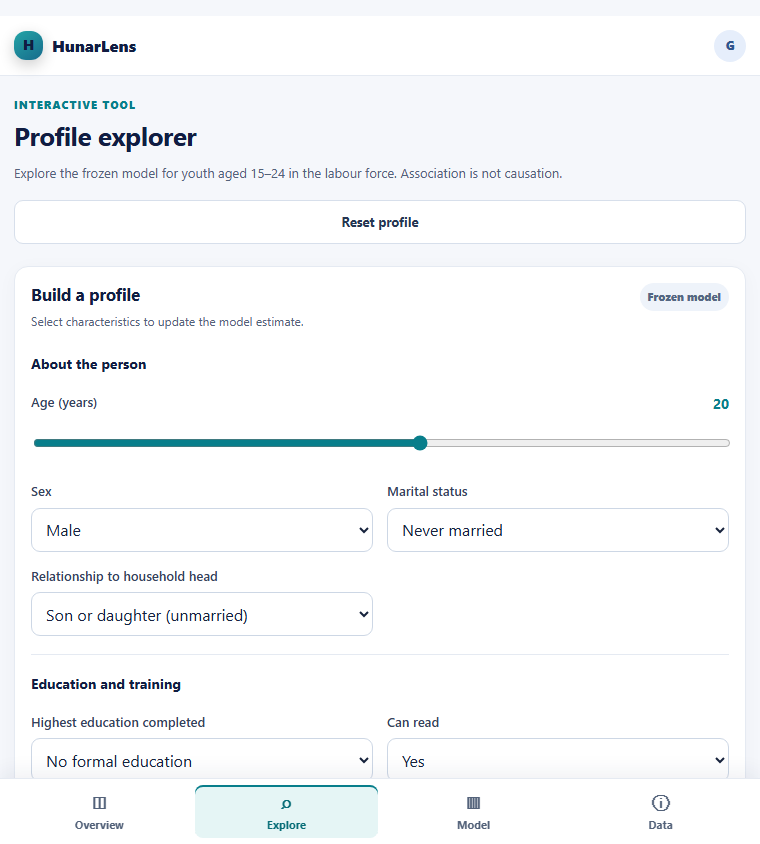 H HunarLens
G
INTERACTIVE TOOL
Profile explorer
Explore the frozen model for youth aged 15–24 in the labour force. Association is not causation.
Reset profile
Build a profile
Frozen model
Select characteristics to update the model estimate.
About the person
Age (years)
20
Sex
Marital status
Male
Never married
Relationship to household head
Son or daughter (unmarried)
Education and training
Highest education completed
Can read
No formal education
Yes
Overview
Explore
Model
Data